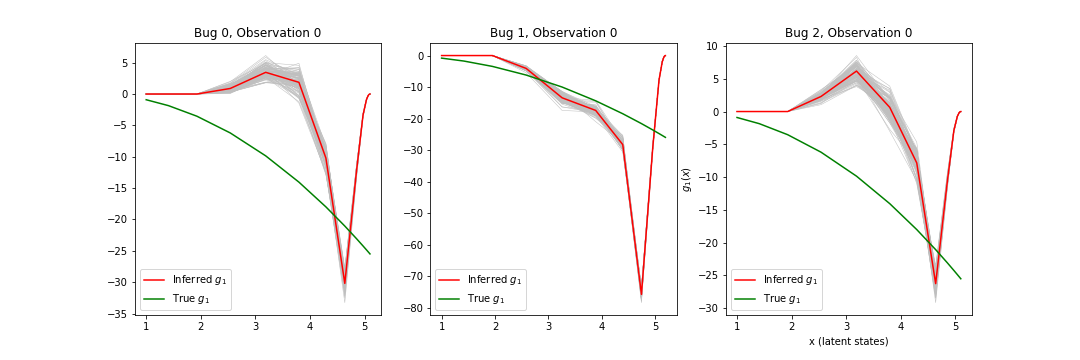 Bug 0, Observation 0
5
0
−5
−10
−15
−20
−25
−30
−35
1 2 3 4 5
Inferred g₁
True g₁
Bug 1, Observation 0
0
−10
−20
−30
−40
−50
−60
−70
−80
1 2 3 4 5
Inferred g₁
True g₁
Bug 2, Observation 0
g₁(x)
10
5
0
−5
−10
−15
−20
−25
−30
1 2 3 4 5
x (latent states)
Inferred g₁
True g₁